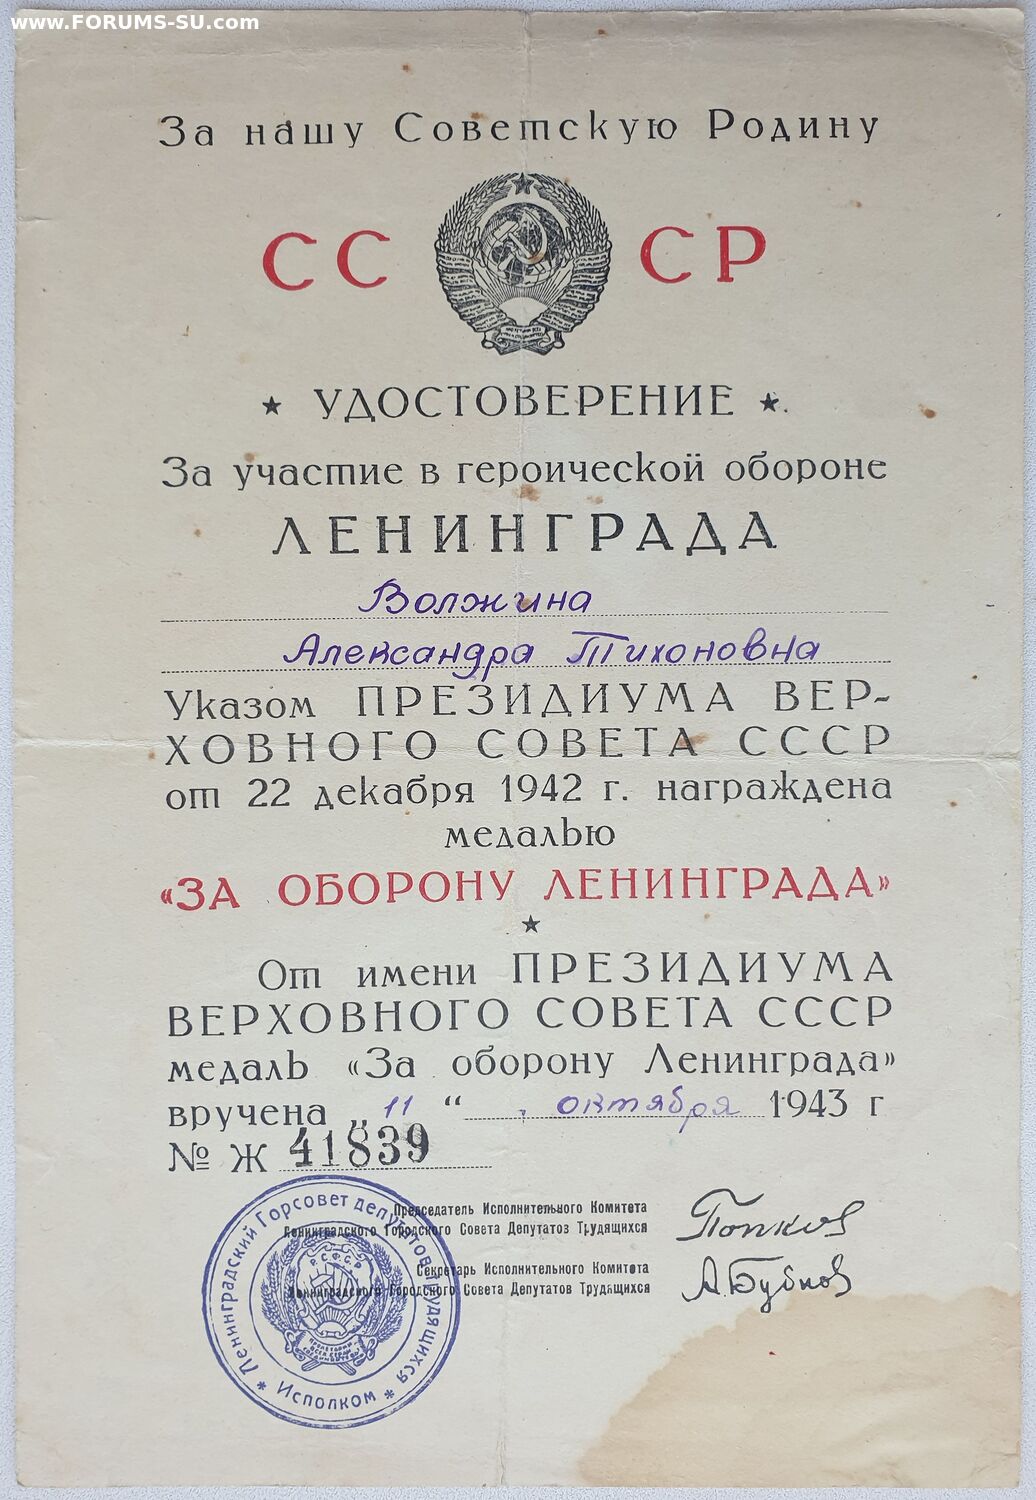 www.FORUMS-SU.com
За нашу Советскую Родину
СС СР
★ УДОСТОВЕРЕНИЕ ★
За участие в героической обороне
ЛЕНИНГРАДА
Волжина
Александра Тихоновна
Указом ПРЕЗИДИУМА ВЕР-
ХОВНОГО СОВЕТА СССР
от 22 декабря 1942 г. награждена
медалью
«ЗА ОБОРОНУ ЛЕНИНГРАДА»
★
От имени ПРЕЗИДИУМА
ВЕРХОВНОГО СОВЕТА СССР
медаль «За оборону Ленинграда»
вручена „11“ октября 1943 г
№ Ж 41839
Председатель Исполнительного Комитета
Ленинградского Городского Совета Депутатов Трудящихся
Попков
Секретарь Исполнительного Комитета
Ленинградского Городского Совета Депутатов Трудящихся
А.Бубнов
Ленинградский Горсовет депутатов трудящихся
* Исполком *
Р.С.Ф.С.Р.